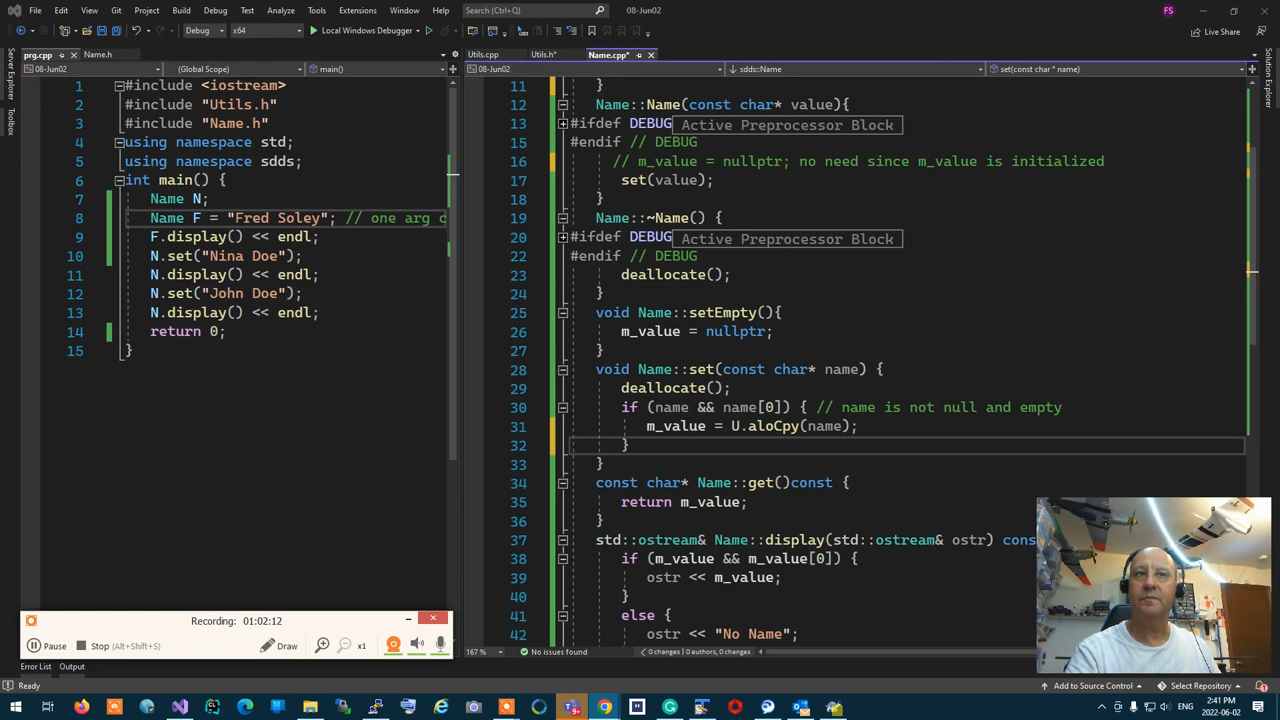 File Edit View Git Project Build Debug Test Analyze Tools Extensions Window Help Search (Ctrl+Q) 08-Jun02 FS
Debug x64 Local Windows Debugger Live Share
prg.cpp Name.h Utils.cpp Utils.h* Name.cpp*
08-Jun02 (Global Scope) main() 08-Jun02 sdds::Name set(const char * name)
Server Explorer
Toolbox
Solution Explorer
1 #include <iostream>
2 #include "Utils.h"
3 #include "Name.h"
4 using namespace std;
5 using namespace sdds;
6 int main() {
7 Name N;
8 Name F = "Fred Soley"; // one arg c
9 F.display() << endl;
10 N.set("Nina Doe");
11 N.display() << endl;
12 N.set("John Doe");
13 N.display() << endl;
14 return 0;
15 }
11 }
12 Name::Name(const char* value){
13 #ifdef DEBUG Active Preprocessor Block
15 #endif // DEBUG
16 // m_value = nullptr; no need since m_value is initialized
17 set(value);
18 }
19 Name::~Name() {
20 #ifdef DEBUG Active Preprocessor Block
22 #endif // DEBUG
23 deallocate();
24 }
25 void Name::setEmpty(){
26 m_value = nullptr;
27 }
28 void Name::set(const char* name) {
29 deallocate();
30 if (name && name[0]) { // name is not null and empty
31 m_value = U.aloCpy(name);
32 }
33 }
34 const char* Name::get()const {
35 return m_value;
36 }
37 std::ostream& Name::display(std::ostream& ostr) cons
38 if (m_value && m_value[0]) {
39 ostr << m_value;
40 }
41 else {
42 ostr << "No Name";
Recording: 01:02:12
Pause Stop (Alt+Shift+S) Draw x1
167 % No issues found 0 changes | 0 authors, 0 changes
Error List Output
Ready Add to Source Control Select Repository
2:41 PM
2022-06-02